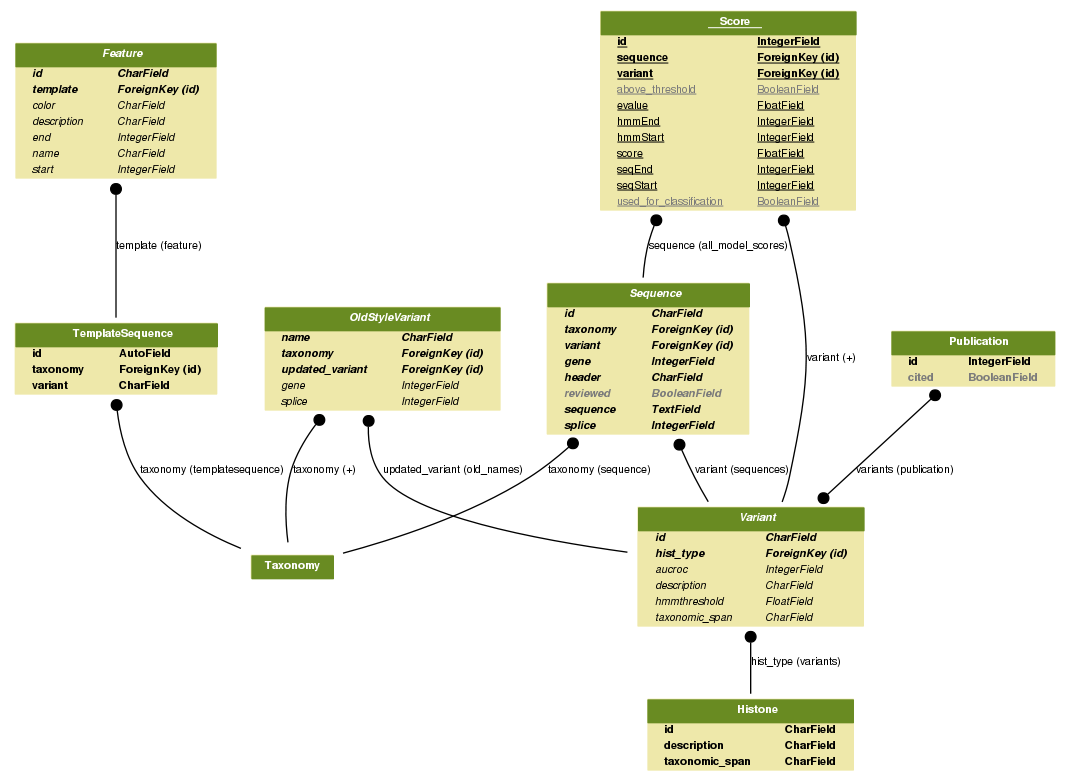 Score
id IntegerField
sequence ForeignKey (id)
variant ForeignKey (id)
above_threshold BooleanField
evalue FloatField
hmmEnd IntegerField
hmmStart IntegerField
score FloatField
seqEnd IntegerField
seqStart IntegerField
used_for_classification BooleanField
Feature
id CharField
template ForeignKey (id)
color CharField
description CharField
end IntegerField
name CharField
start IntegerField
template (feature)
sequence (all_model_scores)
variant (+)
TemplateSequence
id AutoField
taxonomy ForeignKey (id)
variant CharField
OldStyleVariant
name CharField
taxonomy ForeignKey (id)
updated_variant ForeignKey (id)
gene IntegerField
splice IntegerField
Sequence
id CharField
taxonomy ForeignKey (id)
variant ForeignKey (id)
gene IntegerField
header CharField
reviewed BooleanField
sequence TextField
splice IntegerField
Publication
id IntegerField
cited BooleanField
taxonomy (templatesequence)
taxonomy (+)
updated_variant (old_names)
taxonomy (sequence)
variant (sequences)
variants (publication)
Taxonomy
Variant
id CharField
hist_type ForeignKey (id)
aucroc IntegerField
description CharField
hmmthreshold FloatField
taxonomic_span CharField
hist_type (variants)
Histone
id CharField
description CharField
taxonomic_span CharField